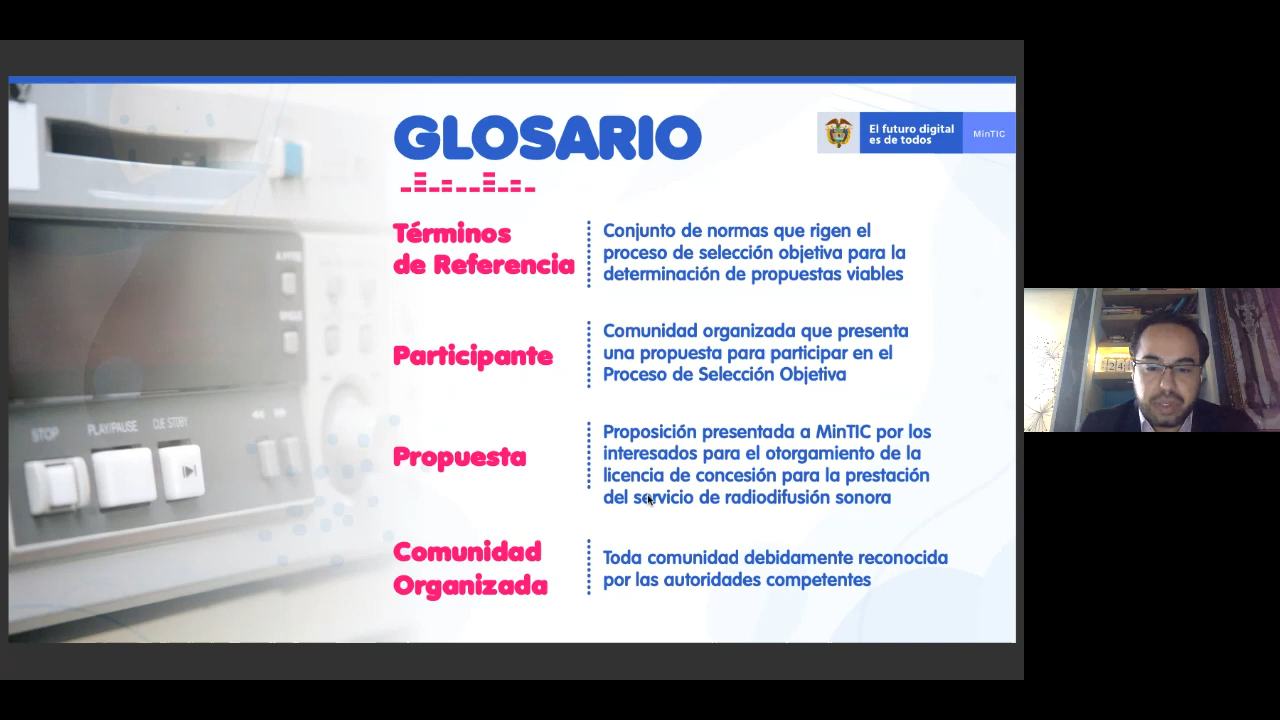 GLOSARIO
El futuro digital
es de todos
MinTIC
Términos
de Referencia
Conjunto de normas que rigen el
proceso de selección objetiva para la
determinación de propuestas viables
Participante
Comunidad organizada que presenta
una propuesta para participar en el
Proceso de Selección Objetiva
Propuesta
Proposición presentada a MinTIC por los
interesados para el otorgamiento de la
licencia de concesión para la prestación
del servicio de radiodifusión sonora
Comunidad
Organizada
Toda comunidad debidamente reconocida
por las autoridades competentes
STOP
PLAY/PAUSE
CUE STDBY